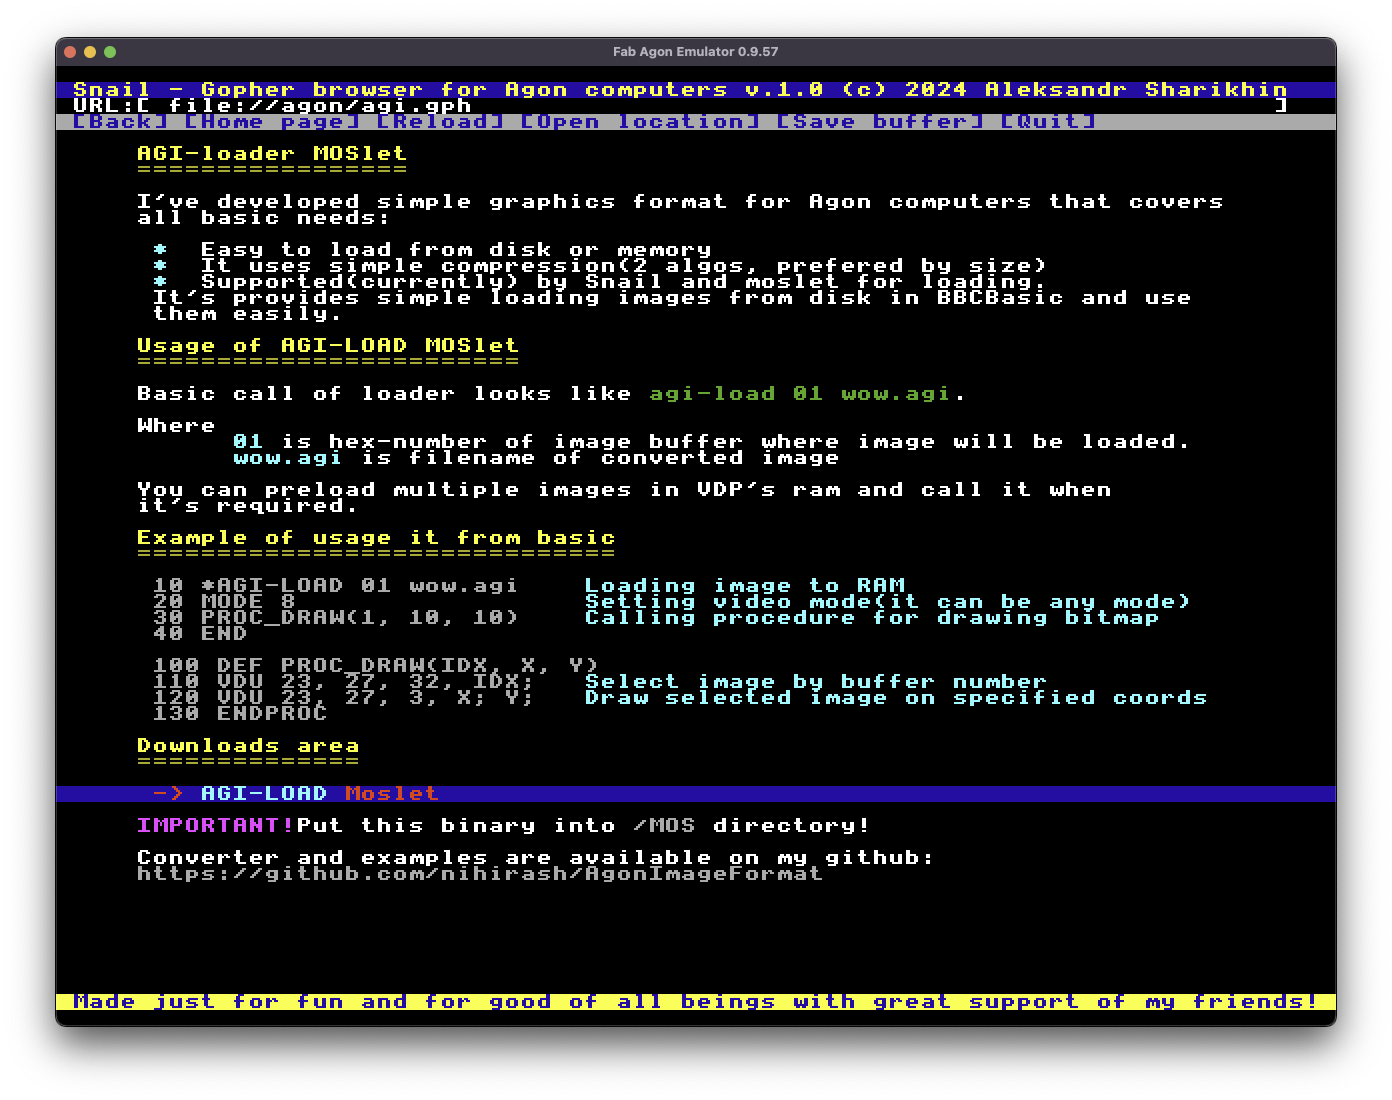 Fab Agon Emulator 0.9.57
Snail - Gopher browser for Agon computers v.1.0 (c) 2024 Aleksandr Sharikhin
URL:[ file://agon/agi.gph ]
[Back] [Home page] [Reload] [Open location] [Save buffer] [Quit]
AGI-loader MOSlet
=================
I've developed simple graphics format for Agon computers that covers
all basic needs:
* Easy to load from disk or memory
* It uses simple compression(2 algos, prefered by size)
* Supported(currently) by Snail and moslet for loading.
It's provides simple loading images from disk in BBCBasic and use
them easily.
Usage of AGI-LOAD MOSlet
========================
Basic call of loader looks like agi-load 01 wow.agi.
Where
01 is hex-number of image buffer where image will be loaded.
wow.agi is filename of converted image
You can preload multiple images in VDP's ram and call it when
it's required.
Example of usage it from basic
==============================
10 *AGI-LOAD 01 wow.agi Loading image to RAM
20 MODE 8 Setting video mode(it can be any mode)
30 PROC_DRAW(1, 10, 10) Calling procedure for drawing bitmap
40 END
100 DEF PROC_DRAW(IDX, X, Y)
110 VDU 23, 27, 32, IDX; Select image by buffer number
120 VDU 23, 27, 3, X; Y; Draw selected image on specified coords
130 ENDPROC
Downloads area
==============
-> AGI-LOAD Moslet
IMPORTANT!Put this binary into /MOS directory!
Converter and examples are available on my github:
https://github.com/nihirash/AgonImageFormat
Made just for fun and for good of all beings with great support of my friends!